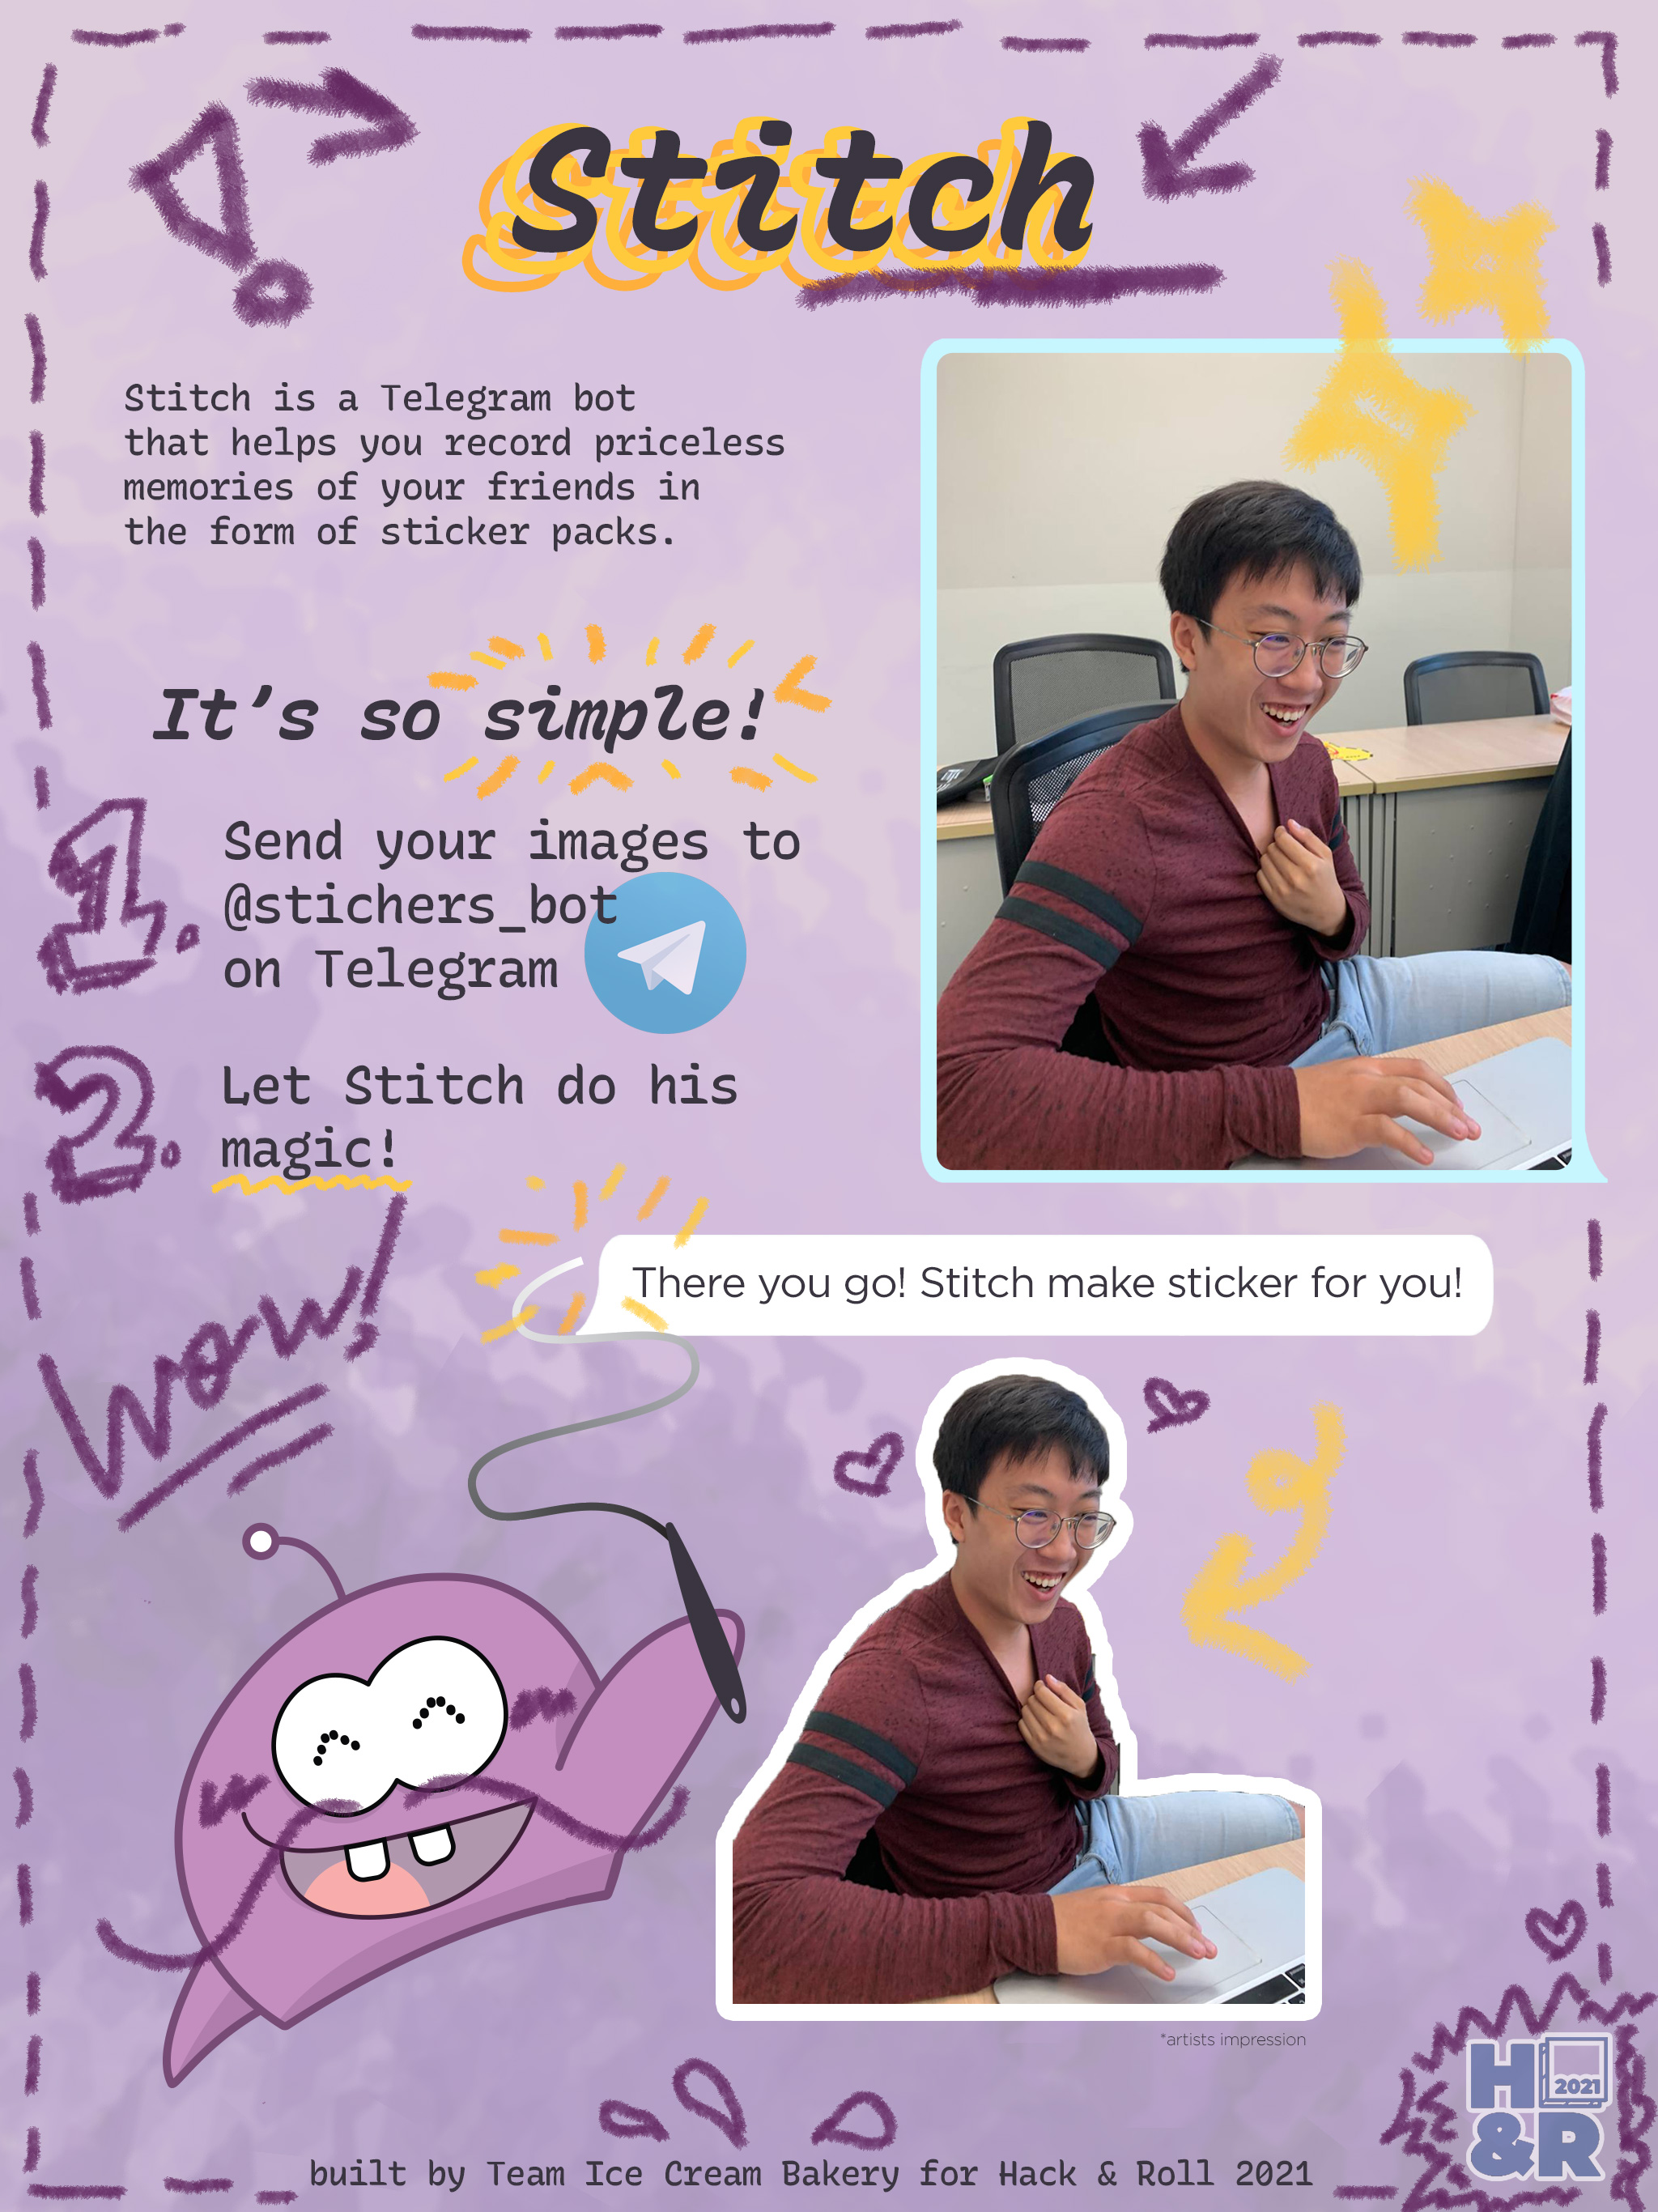 Stitch
Stitch is a Telegram bot
that helps you record priceless
memories of your friends in
the form of sticker packs.
It's so simple!
1.
Send your images to
@stichers_bot
on Telegram
2.
Let Stitch do his
magic!
There you go! Stitch make sticker for you!
Wow!
*artists impression
H
2021
&R
built by Team Ice Cream Bakery for Hack & Roll 2021